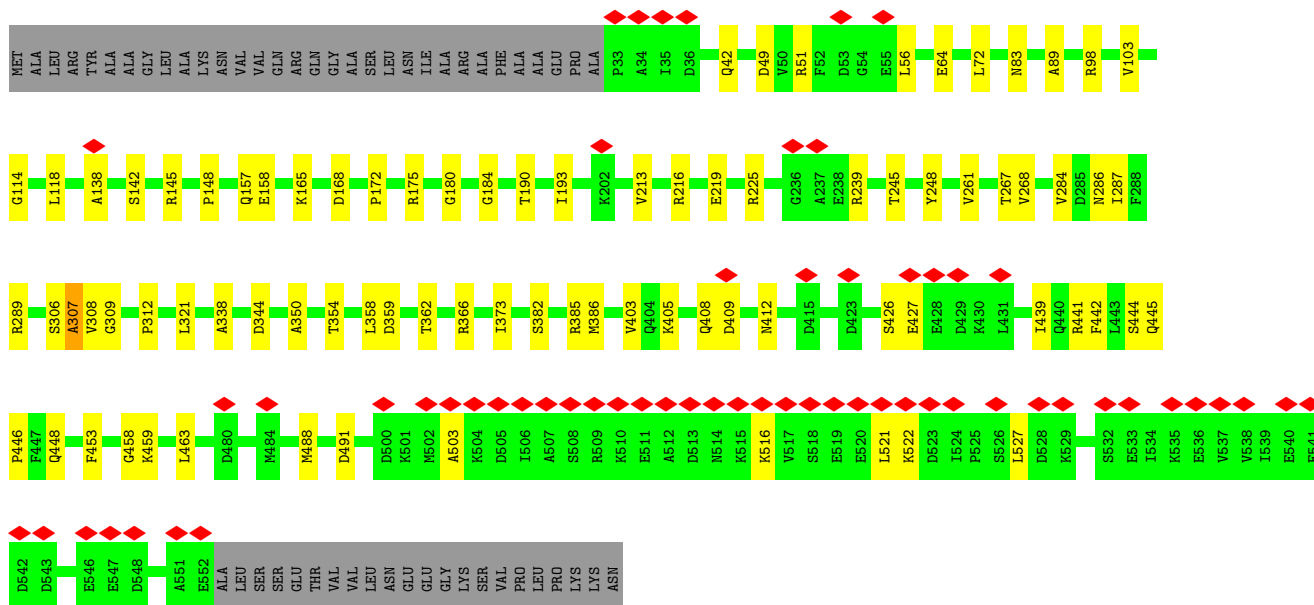 MET ALA LEU ARG TYR ALA ALA GLY LEU ALA LYS ASN VAL VAL GLN ARG GLN GLY ALA SER LEU ASN ILE ALA ARG ALA PHE ALA ALA GLU PRO ALA P33 A34 I35 D36 Q42 D49 V50 R51 F52 D53 G54 E55 L56 E64 L72 N83 A89 R98 V103
G114 L118 A138 S142 R145 P148 Q157 E158 K165 D168 P172 R175 G180 G184 T190 I193 K202 V213 R216 E219 R225 G236 A237 E238 R239 T245 Y248 V261 T267 V268 V284 D285 N286 I287 F288
R289 S306 A307 V308 G309 P312 L321 A338 D344 A350 T354 L358 D359 T362 R366 I373 S382 R385 M386 V403 Q404 K405 Q408 D409 N412 D415 D423 S426 E427 E428 D429 K430 L431 I439 Q440 R441 F442 L443 S444 Q445
P446 F447 Q448 F453 G458 K459 L463 D480 M484 M488 D491 D500 K501 M502 A503 K504 D505 I506 A507 S508 R509 K510 E511 A512 D513 N514 K515 K516 V517 S518 E519 E520 L521 K522 D523 I524 P525 S526 L527 D528 K529 S532 E533 I534 K535 E536 V537 V538 I539 E540 E541
D542 D543 E546 E547 D548 A551 E552 ALA LEU SER SER GLU THR VAL VAL LEU ASN GLU GLU GLY LYS SER VAL PRO LEU PRO LYS LYS ASN